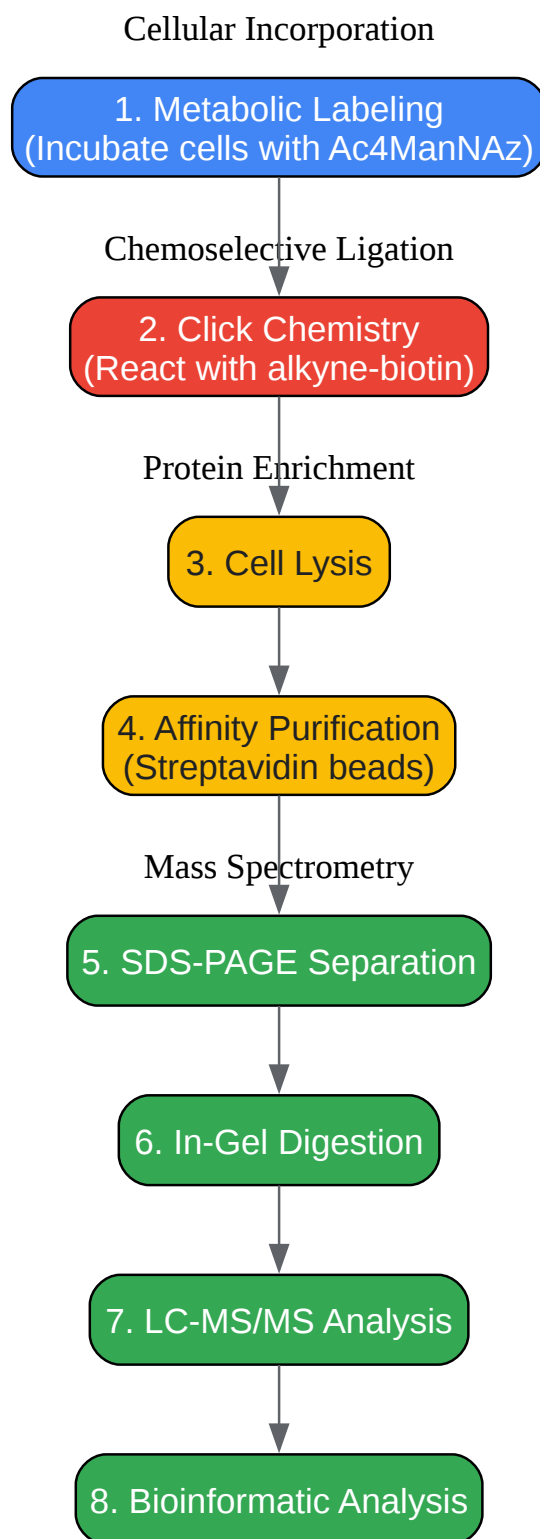 Cellular Incorporation
1. Metabolic Labeling
(Incubate cells with Ac4ManNAz)
Chemoselective Ligation
2. Click Chemistry
(React with alkyne-biotin)
Protein Enrichment
3. Cell Lysis
4. Affinity Purification
(Streptavidin beads)
Mass Spectrometry
5. SDS-PAGE Separation
6. In-Gel Digestion
7. LC-MS/MS Analysis
8. Bioinformatic Analysis